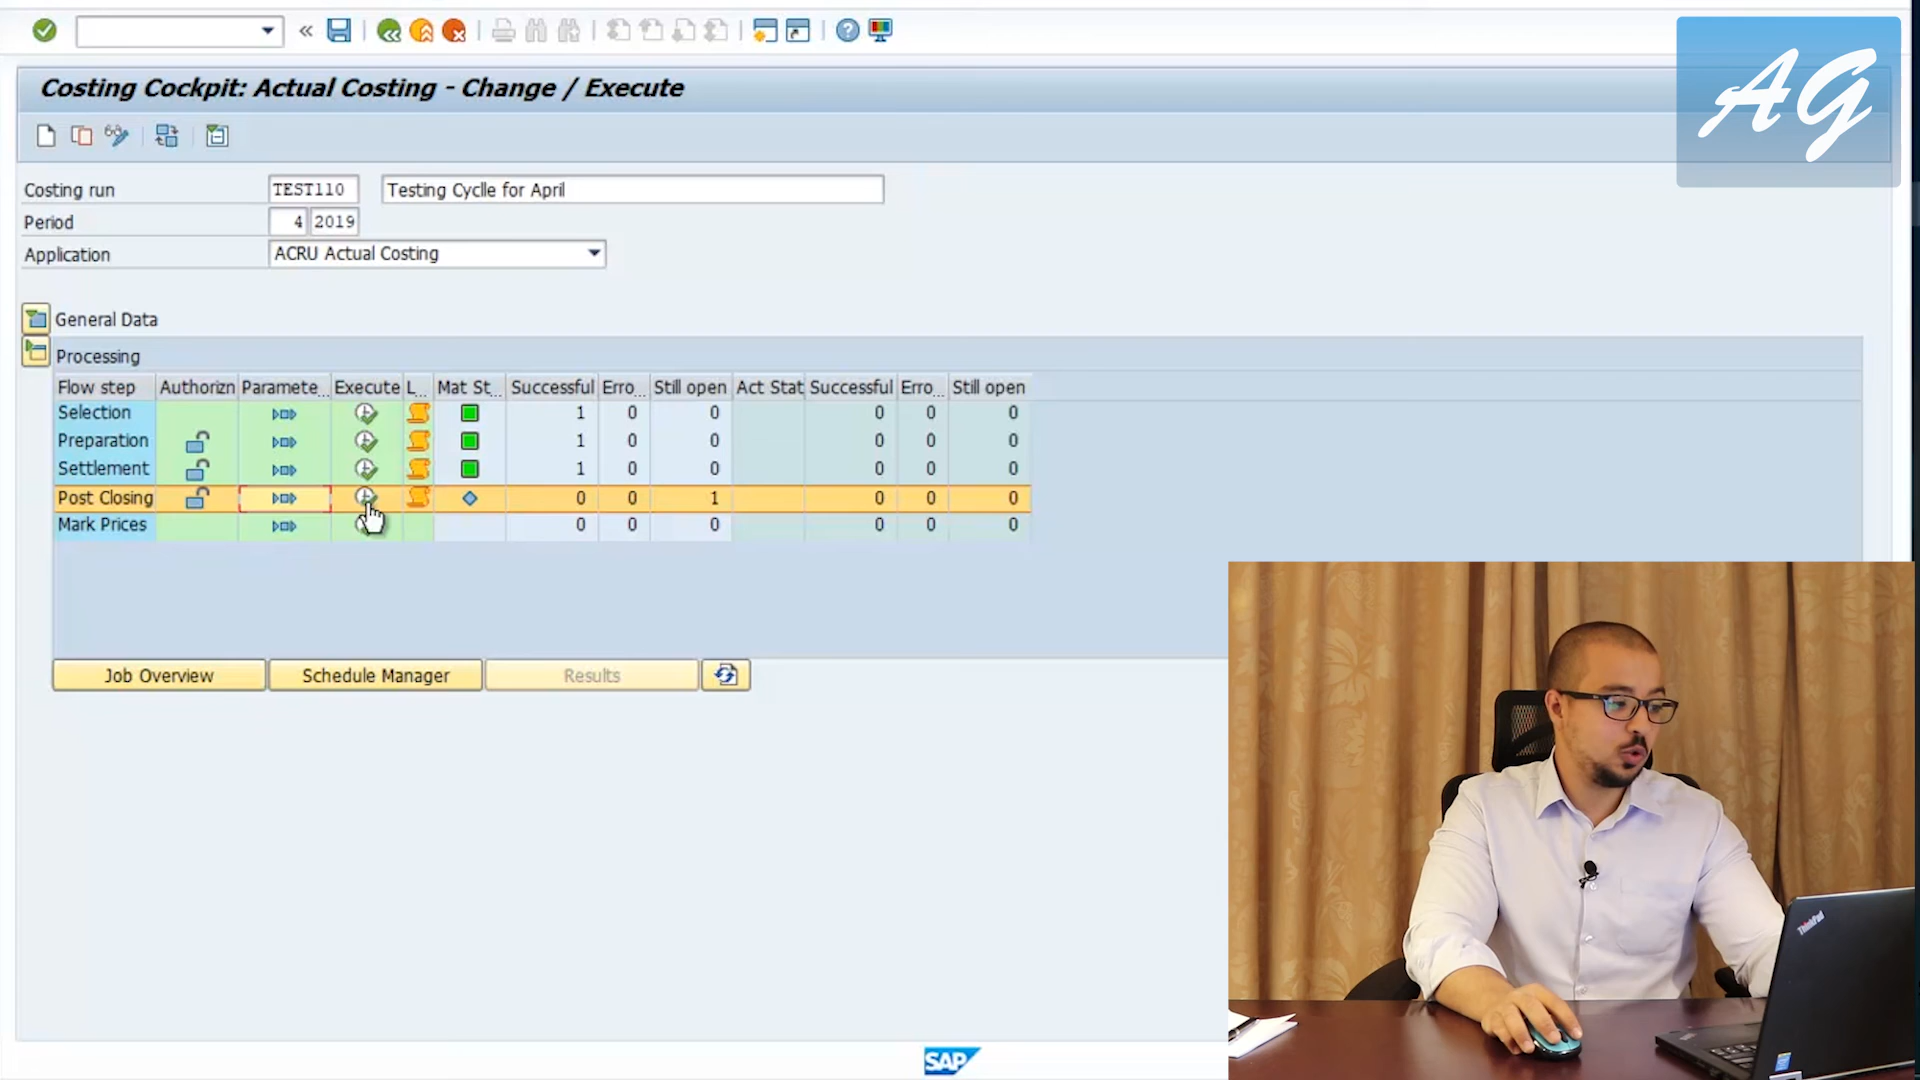 AG
Costing Cockpit: Actual Costing - Change / Execute
Costing run TEST110 Testing Cyclle for April
Period 4 2019
Application ACRU Actual Costing
General Data
Processing
Flow step Authorizn Paramete... Execute L... Mat St... Successful Erro... Still open Act Stat Successful Erro... Still open
Selection 1 0 0 0 0 0
Preparation 1 0 0 0 0 0
Settlement 1 0 0 0 0 0
Post Closing 0 0 1 0 0 0
Mark Prices 0 0 0 0 0 0
Job Overview Schedule Manager Results
ThinkPad
SAP